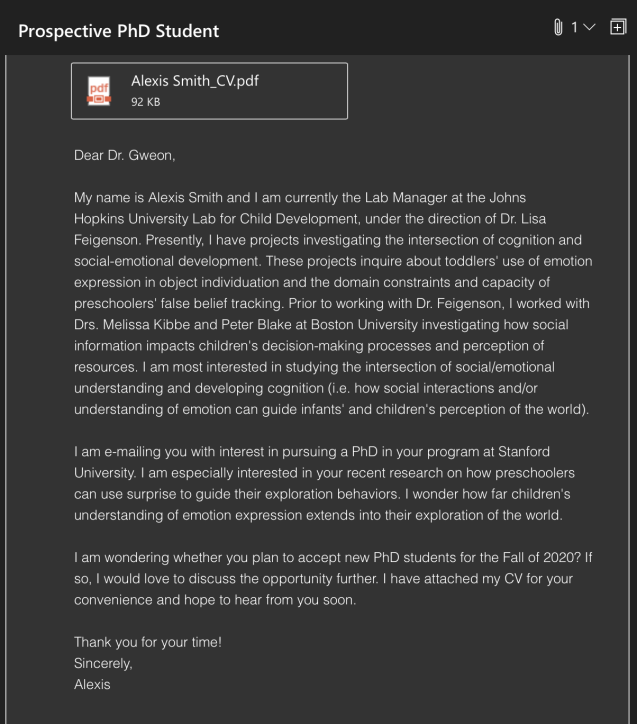 Prospective PhD Student
1
pdf
Alexis Smith_CV.pdf
92 KB
Dear Dr. Gweon,
My name is Alexis Smith and I am currently the Lab Manager at the Johns
Hopkins University Lab for Child Development, under the direction of Dr. Lisa
Feigenson. Presently, I have projects investigating the intersection of cognition and
social-emotional development. These projects inquire about toddlers' use of emotion
expression in object individuation and the domain constraints and capacity of
preschoolers' false belief tracking. Prior to working with Dr. Feigenson, I worked with
Drs. Melissa Kibbe and Peter Blake at Boston University investigating how social
information impacts children's decision-making processes and perception of
resources. I am most interested in studying the intersection of social/emotional
understanding and developing cognition (i.e. how social interactions and/or
understanding of emotion can guide infants' and children's perception of the world).
I am e-mailing you with interest in pursuing a PhD in your program at Stanford
University. I am especially interested in your recent research on how preschoolers
can use surprise to guide their exploration behaviors. I wonder how far children's
understanding of emotion expression extends into their exploration of the world.
I am wondering whether you plan to accept new PhD students for the Fall of 2020? If
so, I would love to discuss the opportunity further. I have attached my CV for your
convenience and hope to hear from you soon.
Thank you for your time!
Sincerely,
Alexis